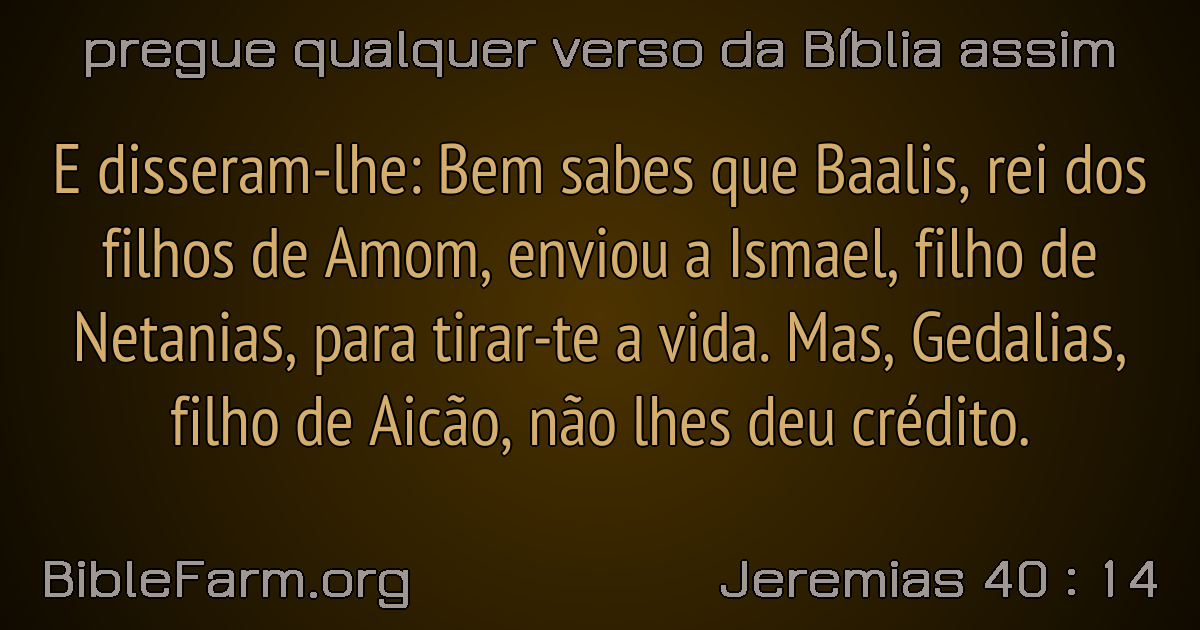 pregue qualquer verso da Bíblia assim
E disseram-lhe: Bem sabes que Baalis, rei dos
filhos de Amom, enviou a Ismael, filho de
Netanias, para tirar-te a vida. Mas, Gedalias,
filho de Aicão, não lhes deu crédito.
BibleFarm.org
Jeremias 40 : 14